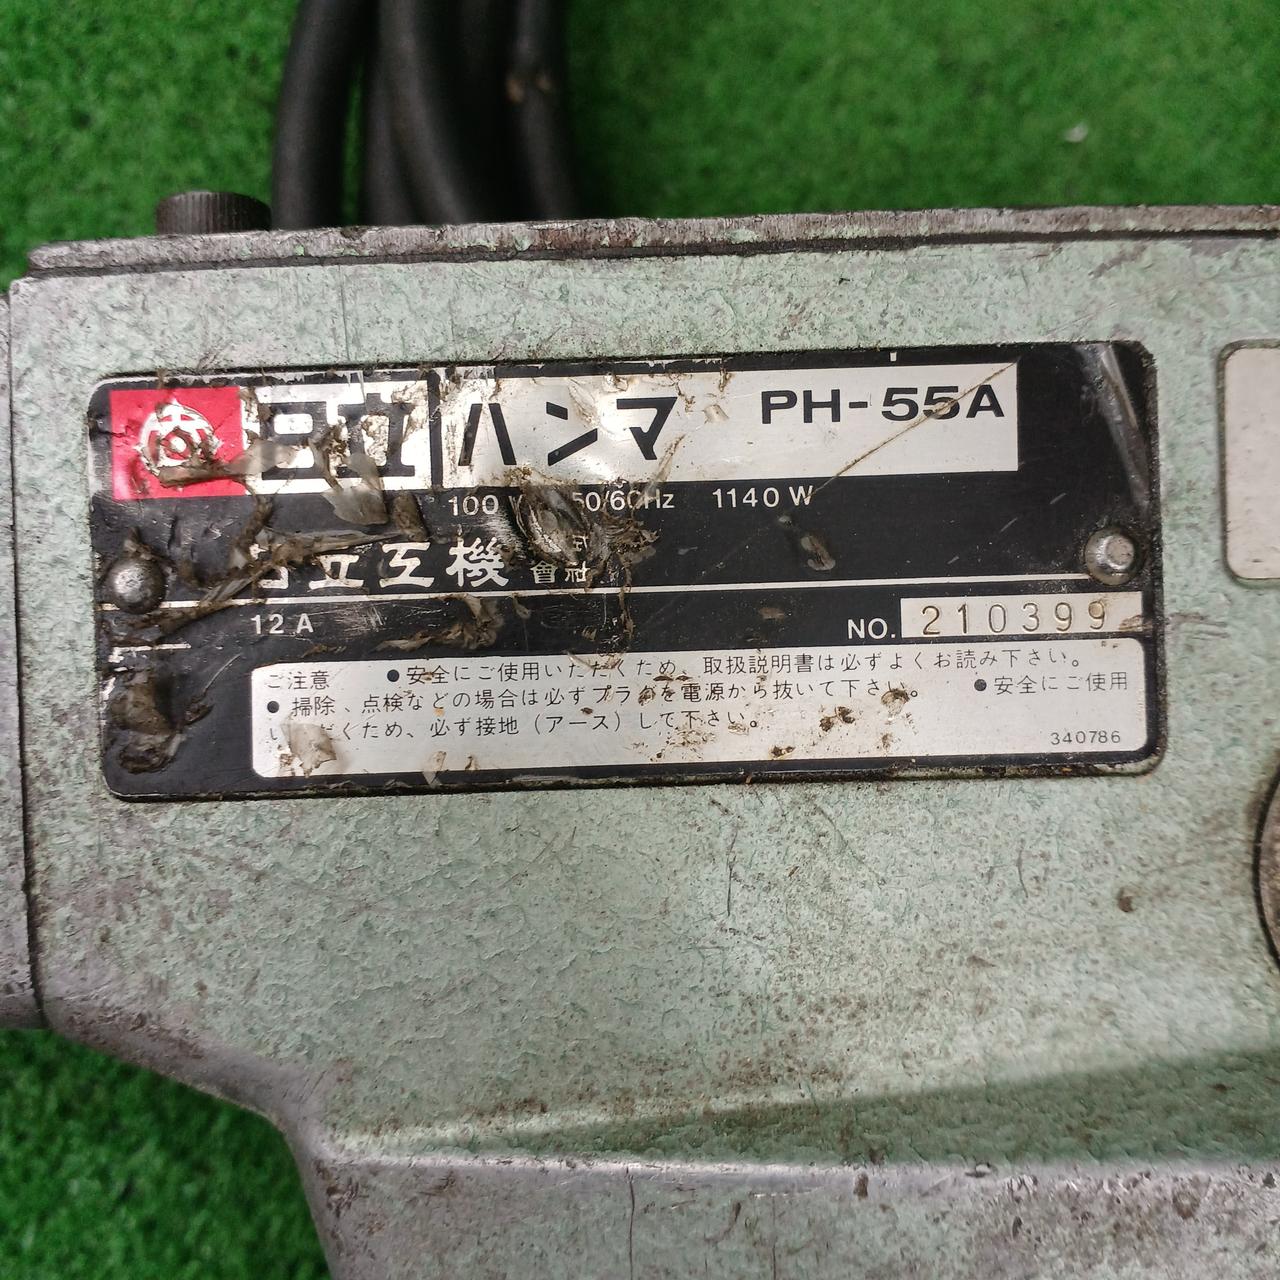 日立 ハンマ PH-55A
100 V 50/60Hz 1140 W
立工機 會社
12 A NO. 210399
ご注意 ●安全にご使用いただくため、取扱説明書は必ずよくお読み下さい。
●掃除、点検などの場合は必ずプラグを電源から抜いて下さい。 ●安全にご使用
いただくため、必ず接地(アース)して下さい。
340786